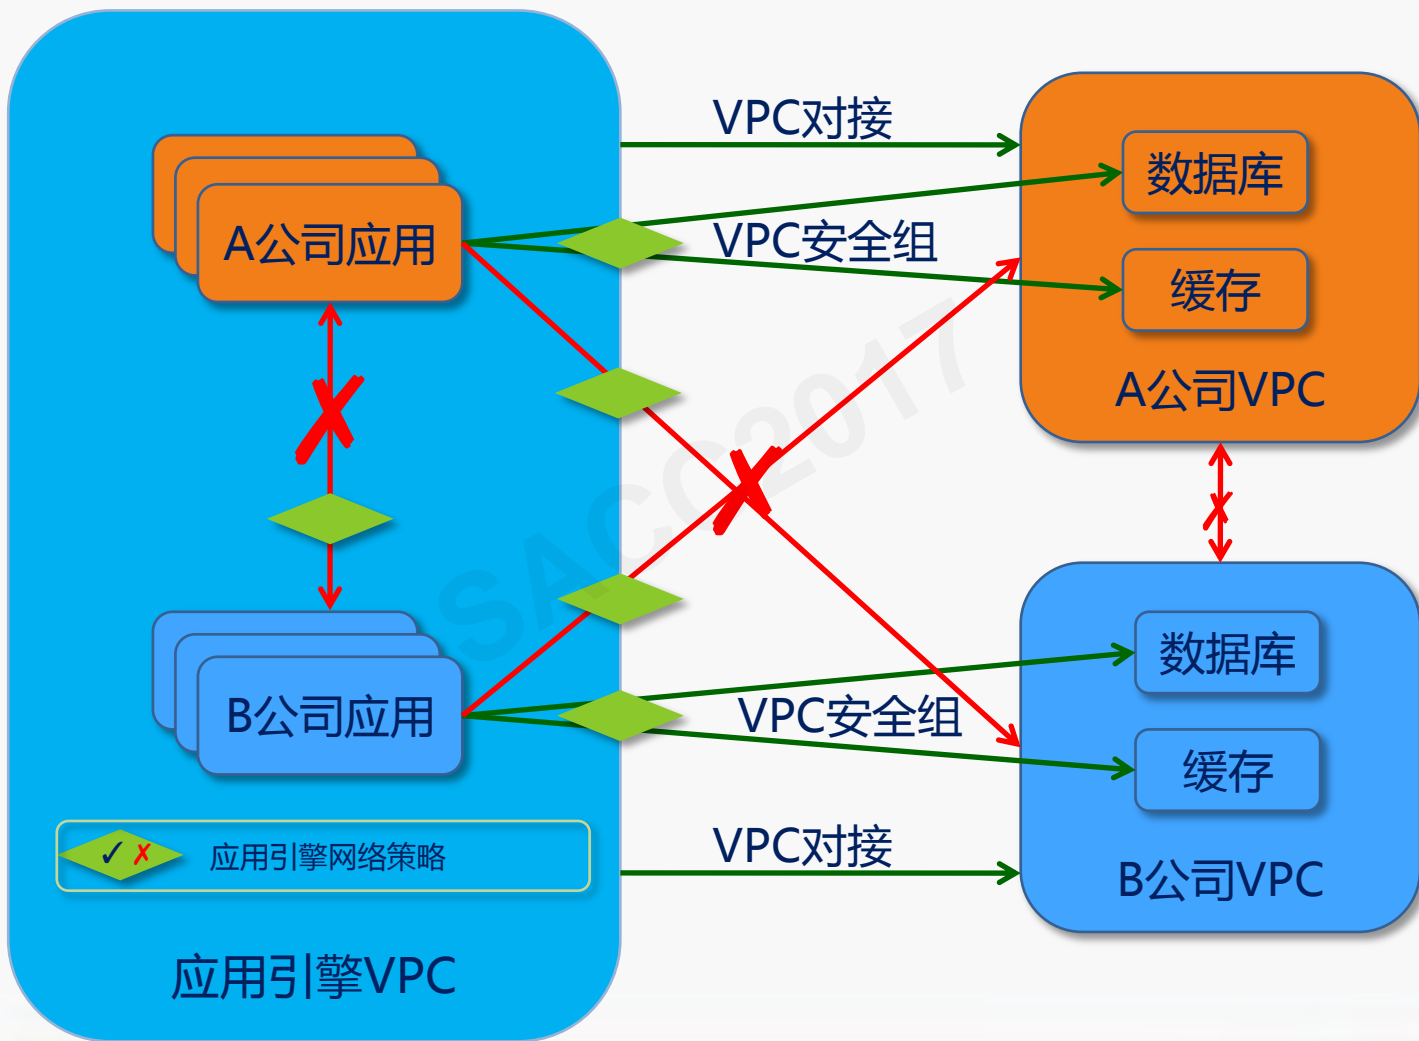 VPC对接
数据库
A公司应用
VPC安全组
缓存
A公司VPC
SACC2017
数据库
B公司应用
VPC安全组
缓存
✓✗ 应用引擎网络策略
VPC对接
B公司VPC
应用引擎VPC